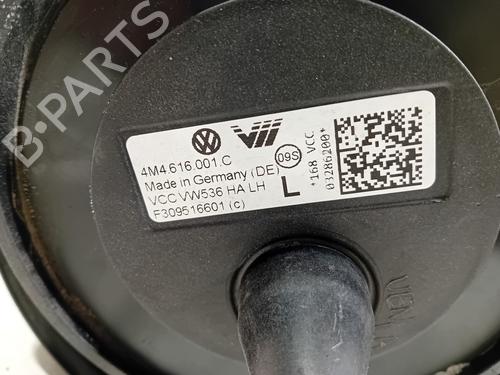 B-PARTS
4M4.616.001.C
Made in Germany (DE)
VCC VW536 HA LH
F309516601 (c)
09S
L
*168 VCC
03286200*